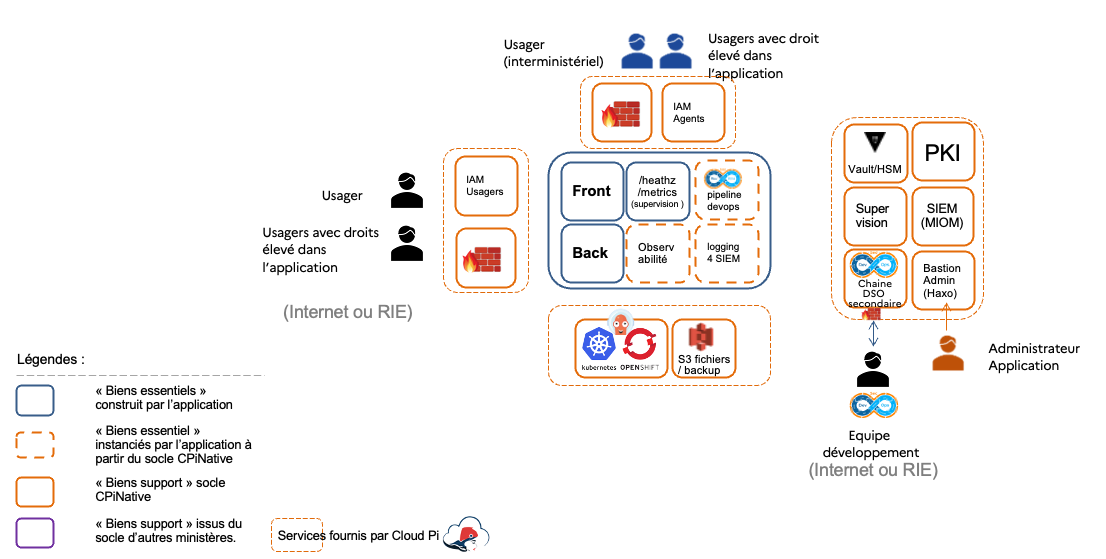 Usager
(interministériel)
Usagers avec droit
élevé dans
l'application
IAM
Agents
IAM
Usagers
Usager
Usagers avec droits
élevé dans
l'application
(Internet ou RIE)
Front
/heathz
/metrics
(supervision )
pipeline
devops
Back
Observ
abilité
logging
4 SIEM
kubernetes
OPENSHIFT
S3 fichiers
/ backup
Vault/HSM
PKI
Super
vision
SIEM
(MIOM)
Dev
Ops
Chaine
DSO
secondaire
Bastion
Admin
(Haxo)
Administrateur
Application
Dev
Ops
Equipe
développement
(Internet ou RIE)
Légendes :
« Biens essentiels »
construit par l'application
« Biens essentiel »
instanciés par l'application à
partir du socle CPiNative
« Biens support » socle
CPiNative
« Biens support » issus du
socle d'autres ministères.
Services fournis par Cloud Pi